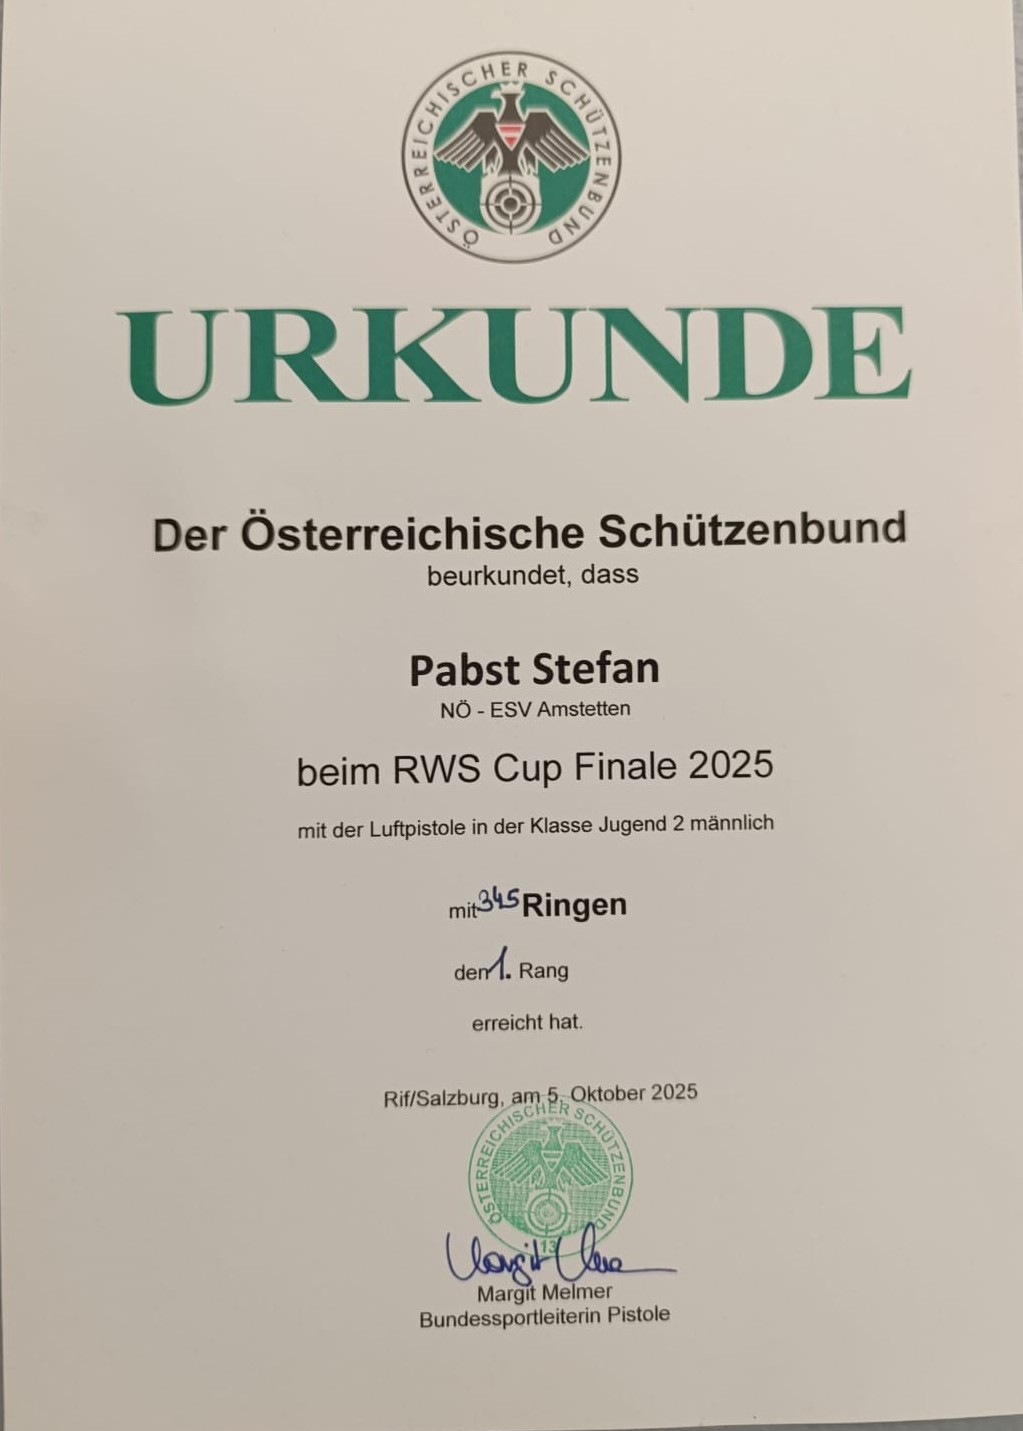 ÖSTERREICHISCHER SCHÜTZENBUND
URKUNDE
Der Österreichische Schützenbund
beurkundet, dass
Pabst Stefan
NÖ - ESV Amstetten
beim RWS Cup Finale 2025
mit der Luftpistole in der Klasse Jugend 2 männlich
mit 345 Ringen
den 1. Rang
erreicht hat.
Rif/Salzburg, am 5. Oktober 2025
ÖSTERREICHISCHER SCHÜTZENBUND
13
Margit Melmer
Bundessportleiterin Pistole